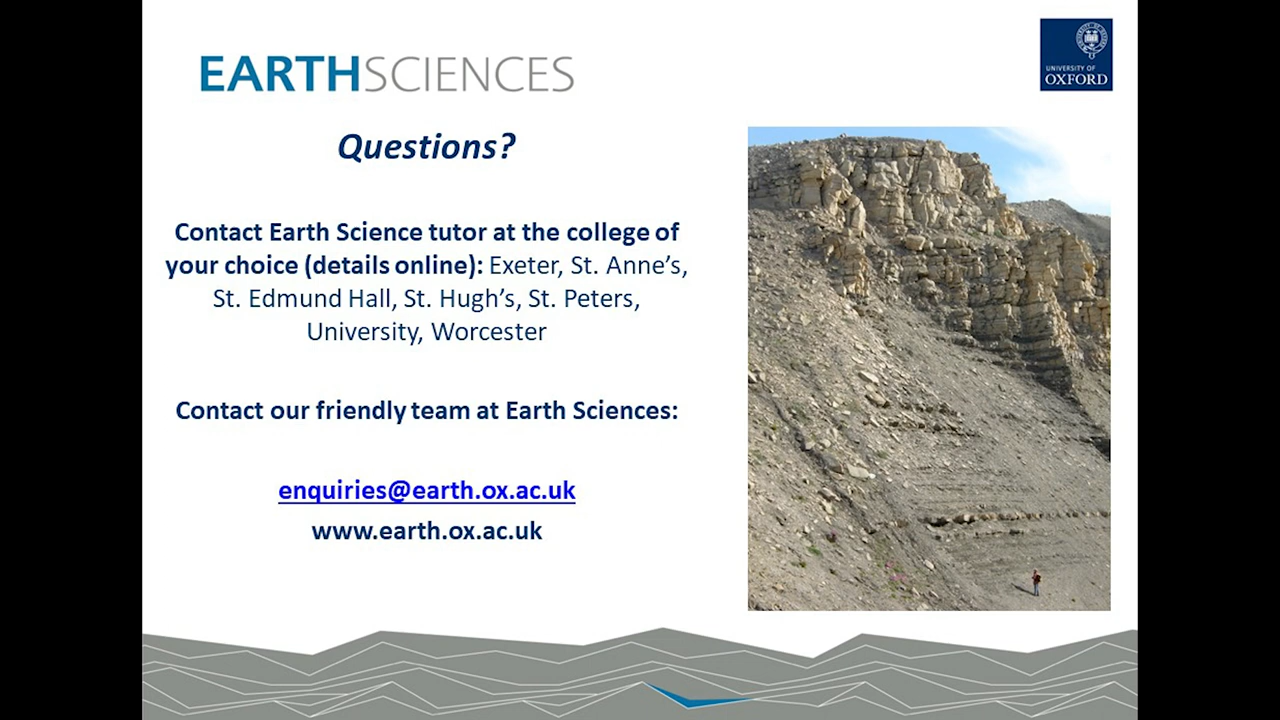 EARTHSCIENCES
UNIVERSITY OF
OXFORD
Questions?
Contact Earth Science tutor at the college of
your choice (details online): Exeter, St. Anne’s,
St. Edmund Hall, St. Hugh’s, St. Peters,
University, Worcester
Contact our friendly team at Earth Sciences:
enquiries@earth.ox.ac.uk
www.earth.ox.ac.uk